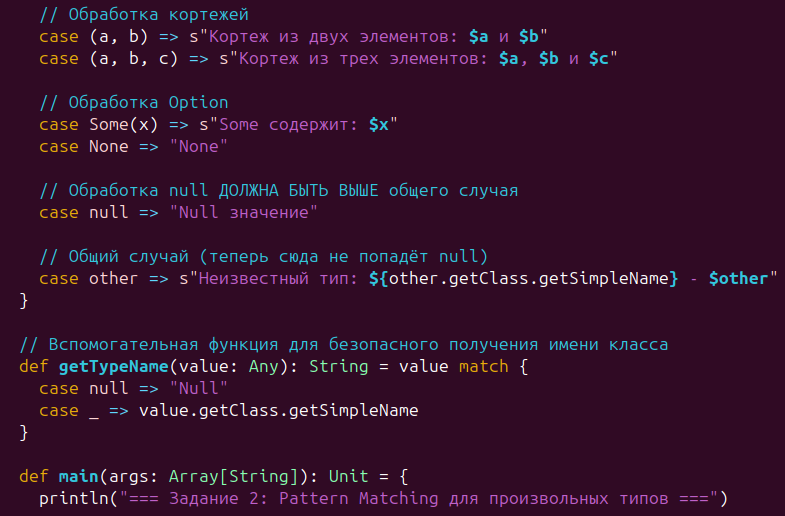 // Обработка кортежей
case (a, b) => s"Кортеж из двух элементов: $a и $b"
case (a, b, c) => s"Кортеж из трех элементов: $a, $b и $c"
// Обработка Option
case Some(x) => s"Some содержит: $x"
case None => "None"
// Обработка null ДОЛЖНА БЫТЬ ВЫШЕ общего случая
case null => "Null значение"
// Общий случай (теперь сюда не попадёт null)
case other => s"Неизвестный тип: ${other.getClass.getSimpleName} - $other"
}
// Вспомогательная функция для безопасного получения имени класса
def getTypeName(value: Any): String = value match {
case null => "Null"
case _ => value.getClass.getSimpleName
}
def main(args: Array[String]): Unit = {
println("=== Задание 2: Pattern Matching для произвольных типов ===")